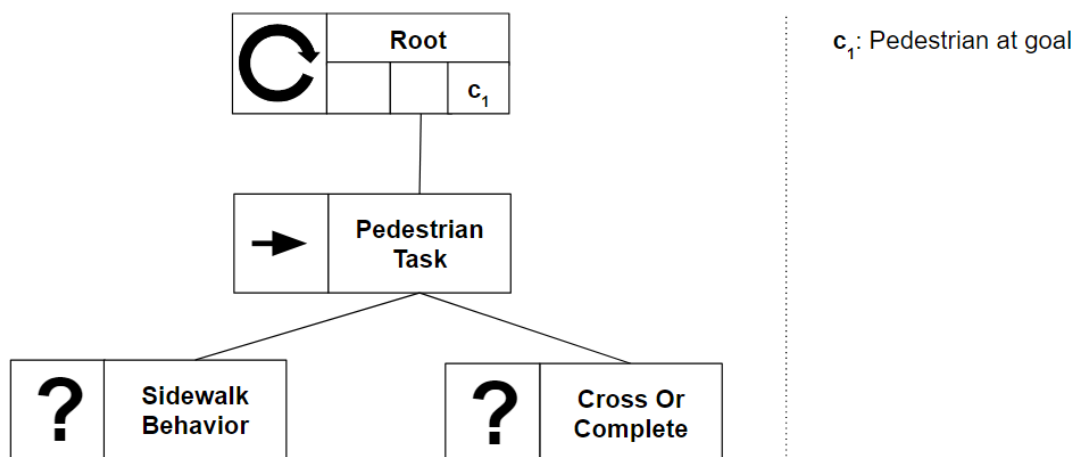 Root
c1
c1: Pedestrian at goal
Pedestrian
Task
?
Sidewalk
Behavior
?
Cross Or
Complete